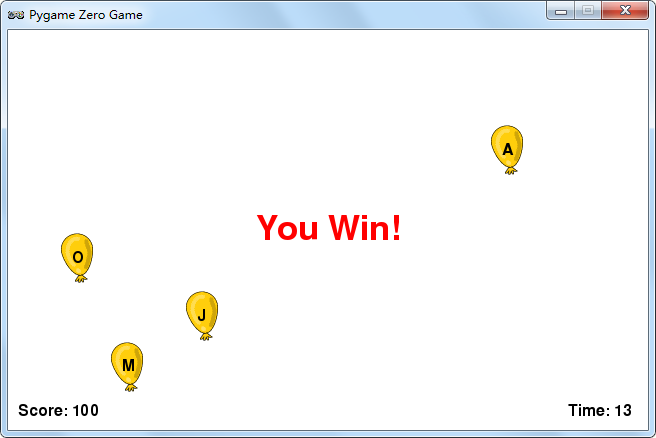 Pygame Zero Game
A
You Win!
O
J
M
Score: 100
Time: 13